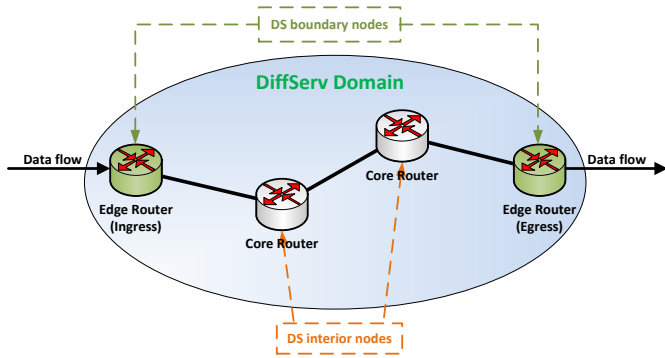 DS boundary nodes
DiffServ Domain
Data flow
Data flow
Core Router
Edge Router
(Ingress)
Edge Router
(Egress)
Core Router
DS interior nodes